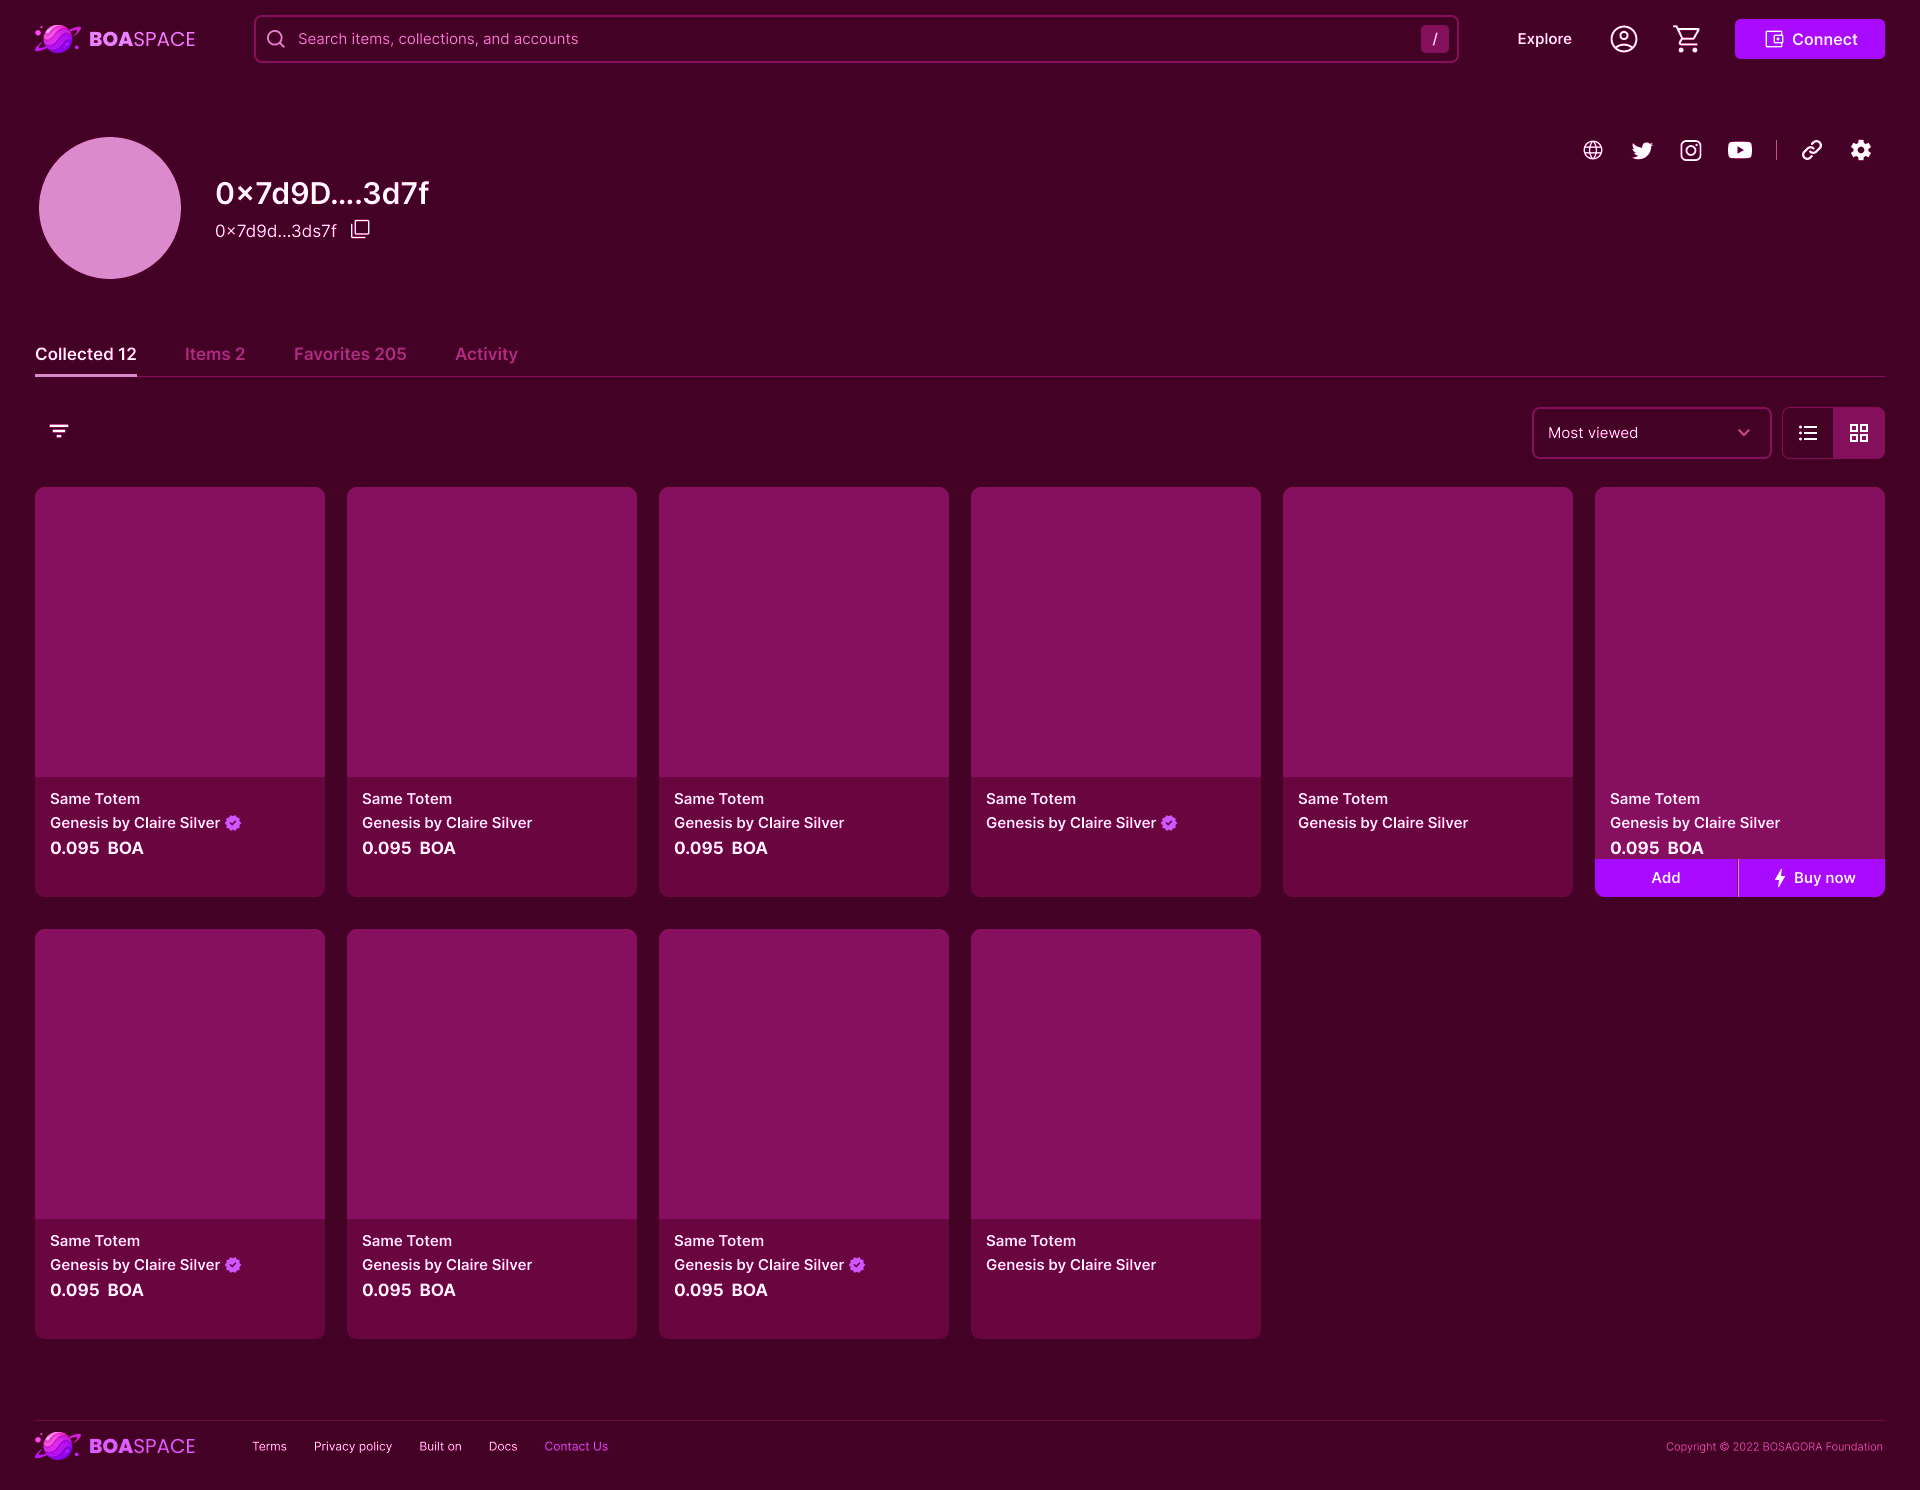 BOASPACE
Search items, collections, and accounts
/
Explore
Connect
0×7d9D....3d7f
0×7d9d...3ds7f
Collected 12
Items 2
Favorites 205
Activity
Most viewed
Same Totem
Genesis by Claire Silver
0.095 BOA
Same Totem
Genesis by Claire Silver
0.095 BOA
Same Totem
Genesis by Claire Silver
0.095 BOA
Same Totem
Genesis by Claire Silver
Same Totem
Genesis by Claire Silver
Same Totem
Genesis by Claire Silver
0.095 BOA
Add
Buy now
Same Totem
Genesis by Claire Silver
0.095 BOA
Same Totem
Genesis by Claire Silver
0.095 BOA
Same Totem
Genesis by Claire Silver
0.095 BOA
Same Totem
Genesis by Claire Silver
BOASPACE
Terms
Privacy policy
Built on
Docs
Contact Us
Copyright © 2022 BOSAGORA Foundation